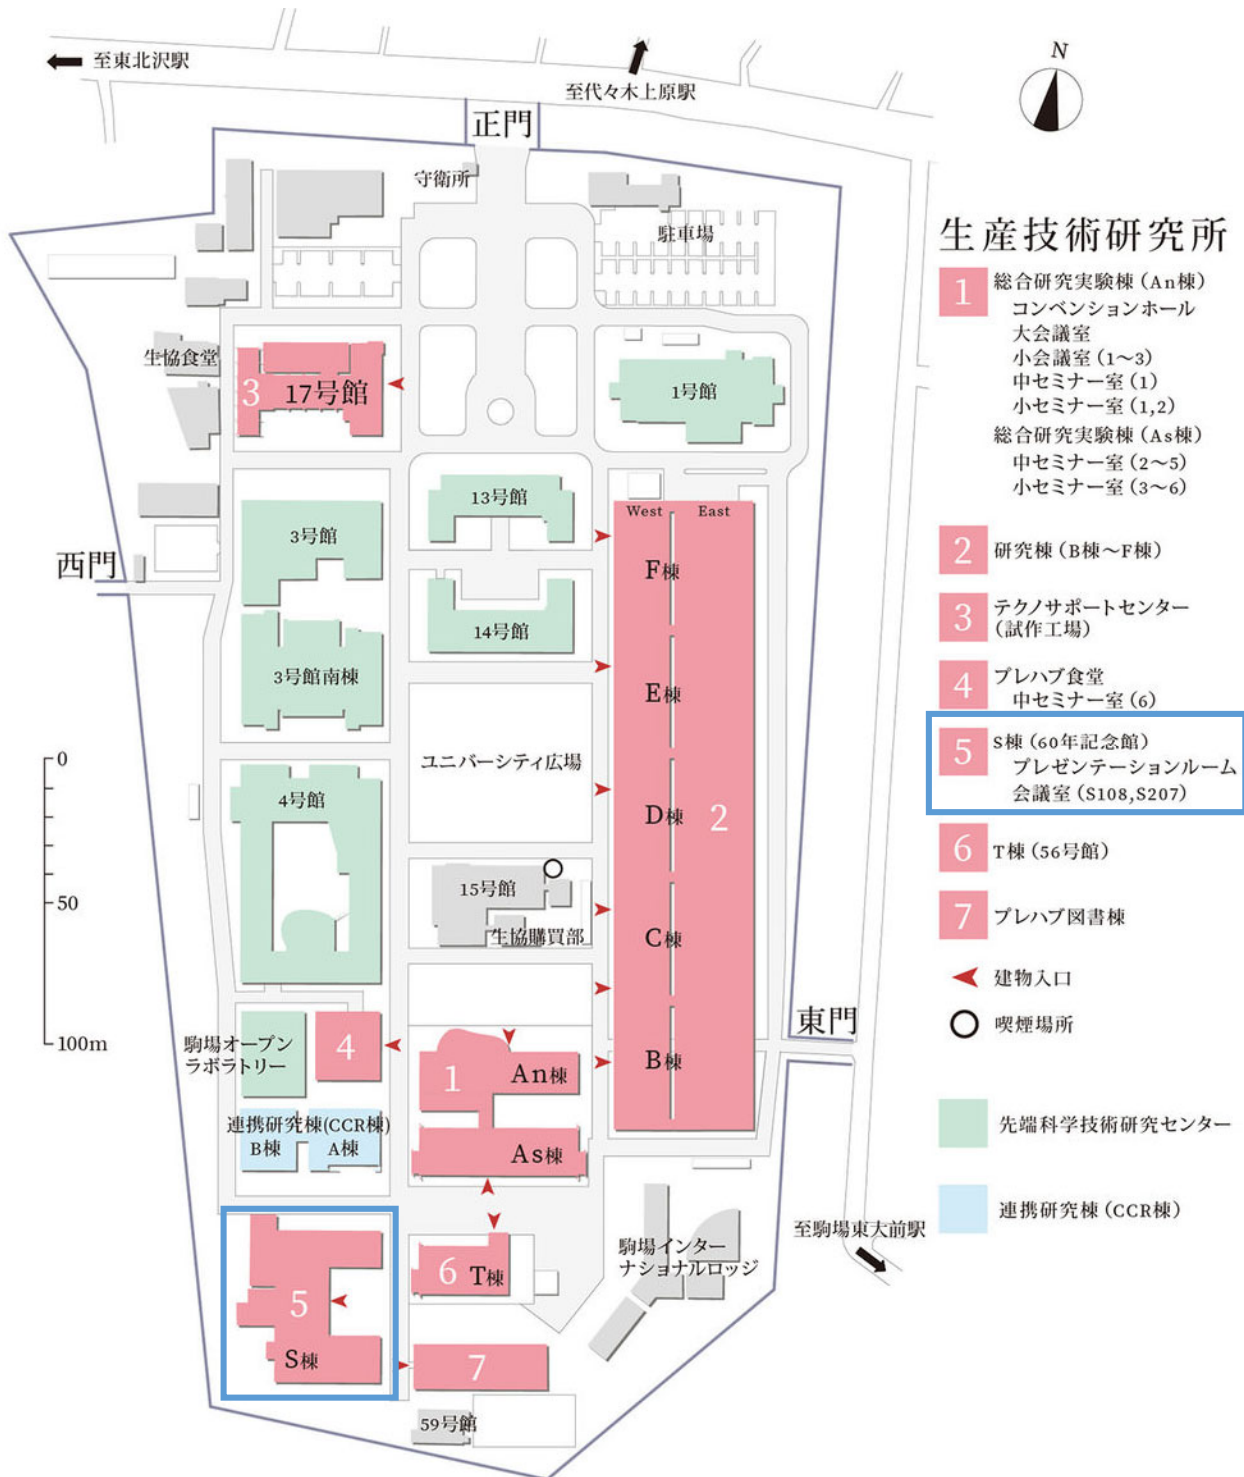 至東北沢駅
至代々木上原駅
N
正門
守衛所
駐車場
生協食堂
3
17号館
1号館
13号館
West East
3号館
F棟
西門
14号館
3号館南棟
E棟
ユニバーシティ広場
0
4号館
D棟
2
15号館
50
生協購買部
C棟
東門
駒場オープン
ラボラトリー
4
100m
1
An棟
B棟
連携研究棟(CCR棟)
B棟
A棟
As棟
至駒場東大前駅
駒場インター
ナショナルロッジ
6
T棟
5
S棟
7
59号館
生産技術研究所
1 総合研究実験棟(An棟)
コンベンションホール
大会議室
小会議室(1〜3)
中セミナー室(1)
小セミナー室(1,2)
総合研究実験棟(As棟)
中セミナー室(2〜5)
小セミナー室(3〜6)
2 研究棟(B棟〜F棟)
3 テクノサポートセンター
(試作工場)
4 プレハブ食堂
中セミナー室(6)
5 S棟(60年記念館)
プレゼンテーションルーム
会議室(S108,S207)
6 T棟(56号館)
7 プレハブ図書棟
建物入口
喫煙場所
先端科学技術研究センター
連携研究棟(CCR棟)